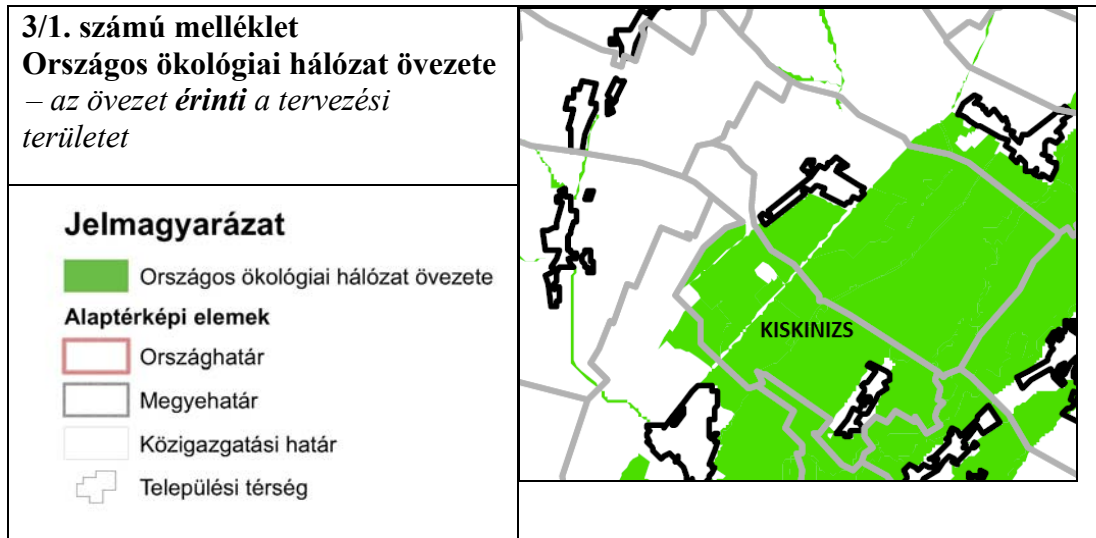 3/1. számú melléklet
Országos ökológiai hálózat övezete
– az övezet érinti a tervezési
területet
Jelmagyarázat
Országos ökológiai hálózat övezete
Alaptérképi elemek
Országhatár
Megyehatár
Közigazgatási határ
Települési térség
KISKINIZS